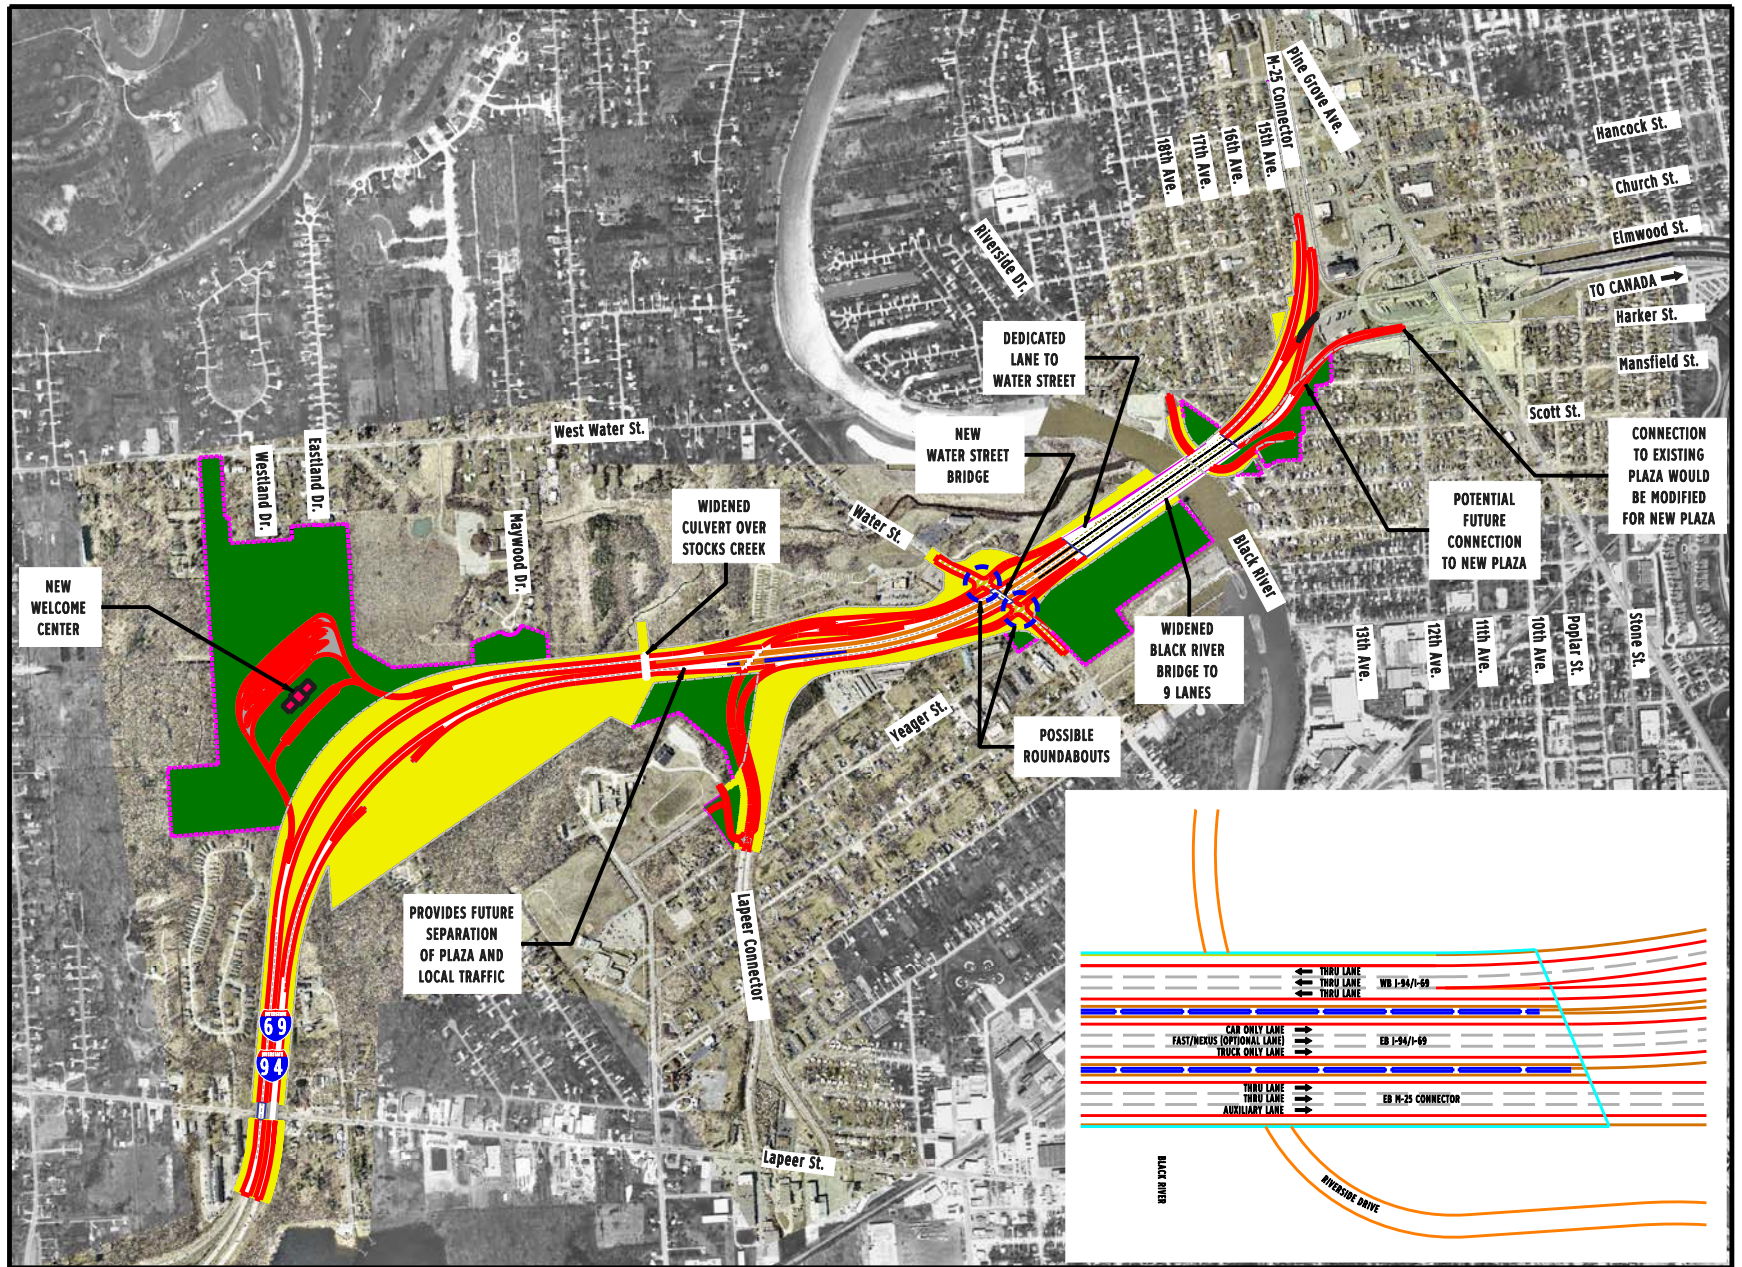 Pine Grove Ave.
M-25 Connector
15th Ave.
16th Ave.
17th Ave.
18th Ave.
Hancock St.
Church St.
Elmwood St.
TO CANADA
Harker St.
Mansfield St.
Scott St.
Riverside Dr.
DEDICATED
LANE TO
WATER STREET
NEW
WATER STREET
BRIDGE
CONNECTION
TO EXISTING
PLAZA WOULD
BE MODIFIED
FOR NEW PLAZA
POTENTIAL
FUTURE
CONNECTION
TO NEW PLAZA
West Water St.
Westland Dr.
Eastland Dr.
Maywood Dr.
WIDENED
CULVERT OVER
STOCKS CREEK
Water St.
Black River
NEW
WELCOME
CENTER
WIDENED
BLACK RIVER
BRIDGE TO
9 LANES
13th Ave.
12th Ave.
11th Ave.
10th Ave.
Poplar St.
Stone St.
Yeager St.
POSSIBLE
ROUNDABOUTS
PROVIDES FUTURE
SEPARATION
OF PLAZA AND
LOCAL TRAFFIC
Lapeer Connector
INTERSTATE
69
INTERSTATE
94
Lapeer St.
THRU LANE
THRU LANE WB I-94/I-69
THRU LANE
CAR ONLY LANE
FAST/NEXUS (OPTIONAL LANE) EB I-94/I-69
TRUCK ONLY LANE
THRU LANE
THRU LANE EB M-25 CONNECTOR
AUXILIARY LANE
BLACK RIVER
RIVERSIDE DRIVE